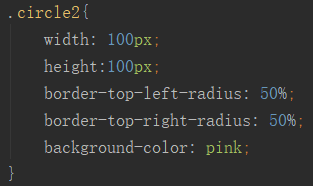 .circle2{
    width: 100px;
    height:100px;
    border-top-left-radius: 50%;
    border-top-right-radius: 50%;
    background-color: pink;
}